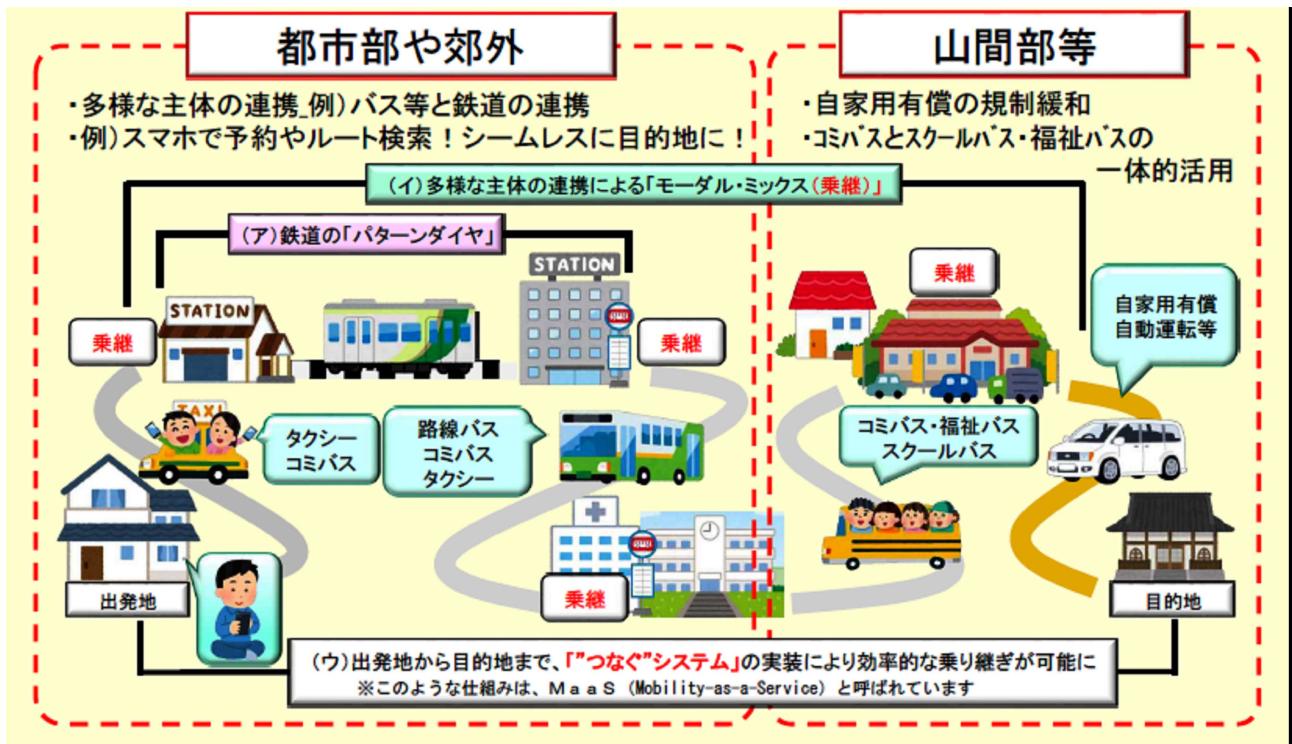 都市部や郊外
・多様な主体の連携_例）バス等と鉄道の連携
・例）スマホで予約やルート検索！シームレスに目的地に！
山間部等
・自家用有償の規制緩和
・コミバスとスクールバス・福祉バスの
一体的活用
（イ）多様な主体の連携による「モーダル・ミックス（乗継）」
（ア）鉄道の「パターンダイヤ」
STATION
乗継
STATION
乗継
乗継
自家用有償
自動運転等
TAXI
タクシー
コミバス
路線バス
コミバス
タクシー
コミバス・福祉バス
スクールバス
出発地
乗継
目的地
（ウ）出発地から目的地まで、「”つなぐ”システム」の実装により効率的な乗り継ぎが可能に
※このような仕組みは、ＭａａＳ（Mobility-as-a-Service）と呼ばれています